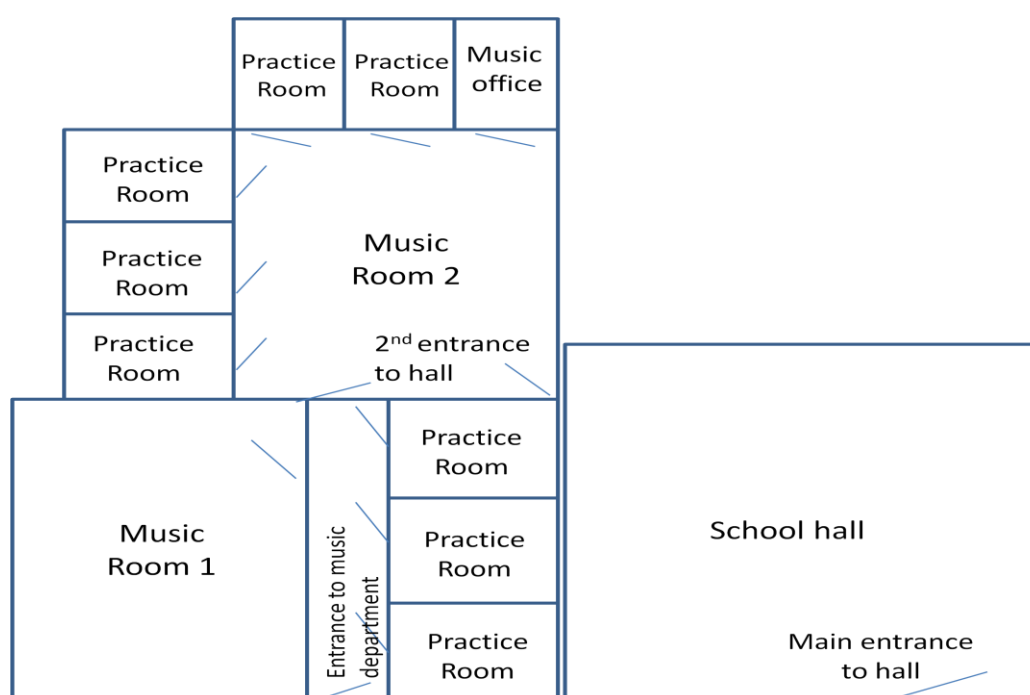 Practice
Room
Practice
Room
Music
office
Practice
Room
Practice
Room
Practice
Room
Music
Room 2
2nd entrance
to hall
Music
Room 1
Entrance to music
department
Practice
Room
Practice
Room
Practice
Room
School hall
Main entrance
to hall